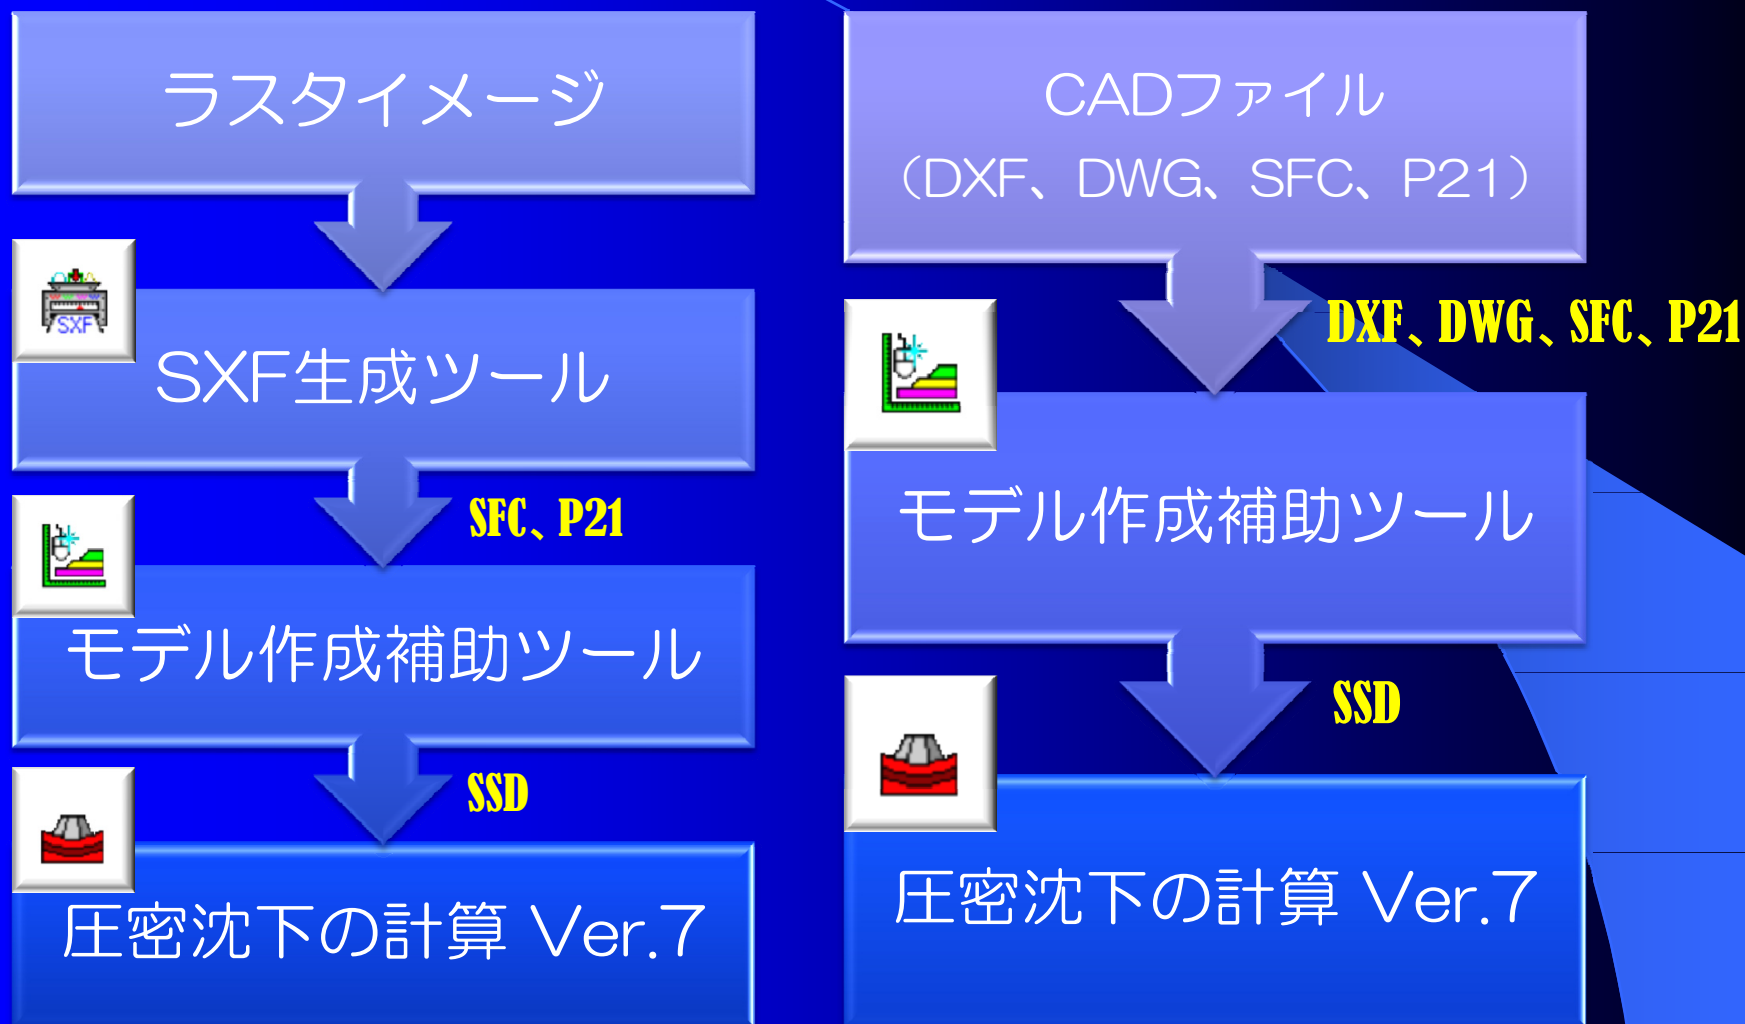 ラスタイメージ
SXF
SXF生成ツール
SFC、P21
モデル作成補助ツール
SSD
圧密沈下の計算 Ver.7
CADファイル
（DXF、DWG、SFC、P21）
DXF、DWG、SFC、P21
モデル作成補助ツール
SSD
圧密沈下の計算 Ver.7